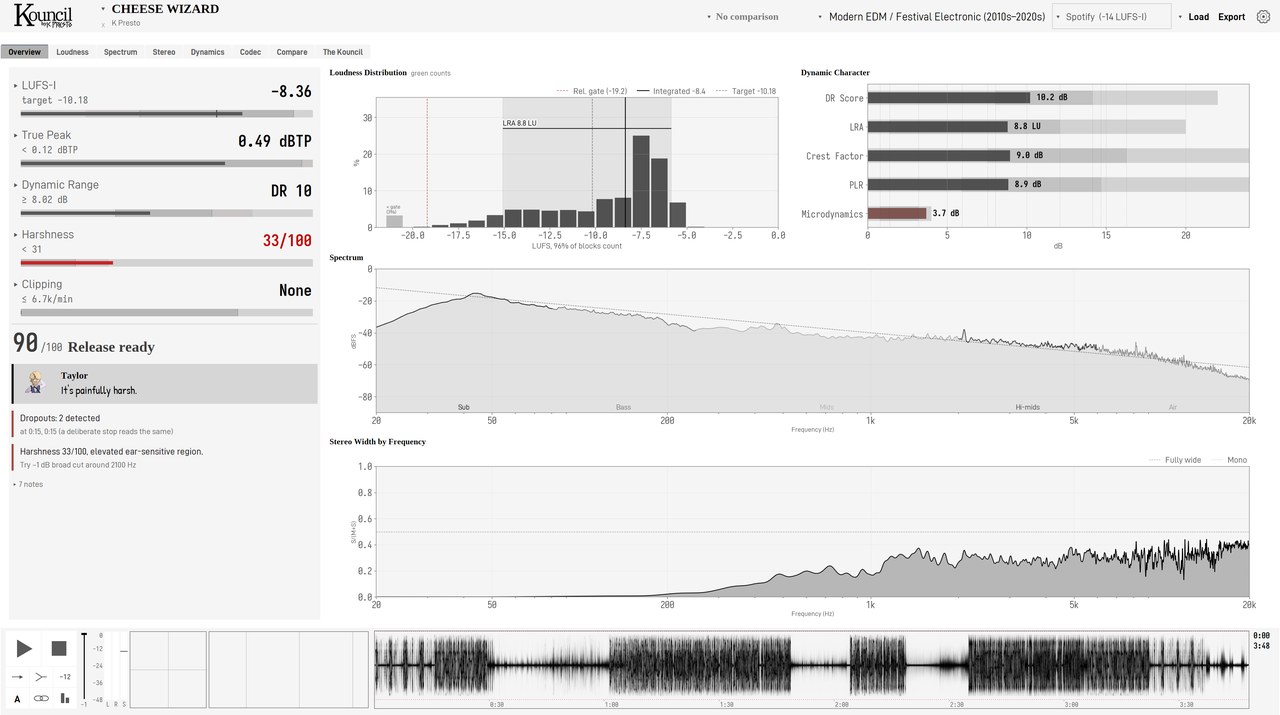 Kouncil
by K PRESTO
CHEESE WIZARD
x K Presto
No comparison
Modern EDM / Festival Electronic (2010s–2020s)
Spotify (-14 LUFS-I)
Load
Export
Overview Loudness Spectrum Stereo Dynamics Codec Compare The Kouncil
LUFS-I
-8.36
target -10.18
True Peak
0.49 dBTP
< 0.12 dBTP
Dynamic Range
DR 10
≥ 8.02 dB
Harshness
33/100
< 31
Clipping
None
≤ 6.7k/min
90/100 Release ready
Taylor
It's painfully harsh.
Dropouts: 2 detected
at 0:15, 0:15 (a deliberate stop reads the same)
Harshness 33/100, elevated ear-sensitive region.
Try -1 dB broad cut around 2100 Hz
+ 7 notes
Loudness Distribution green counts
Rel. gate (-19.2) Integrated -8.4 Target -10.18
LRA 8.8 LU
30
20
10
0
%
< gate
(3%)
-20.0 -17.5 -15.0 -12.5 -10.0 -7.5 -5.0 -2.5 0.0
LUFS, 96% of blocks count
Dynamic Character
DR Score 10.2 dB
LRA 8.8 LU
Crest Factor 9.0 dB
PLR 8.9 dB
Microdynamics 3.7 dB
0 5 10 15 20
dB
Spectrum
0
-20
-40
-60
-80
dBFS
Sub Bass Mids Hi-mids Air
20 50 200 1k 5k 20k
Frequency (Hz)
Stereo Width by Frequency
Fully wide Mono
1.0
0.8
0.6
0.4
0.2
0.0
S/(M+S)
20 50 200 1k 5k 20k
Frequency (Hz)
-12
A
8
-12
-24
-36
-48
-1
L R S
0:30 1:00 1:30 2:00 2:30 3:00 3:30
0:00
3:48